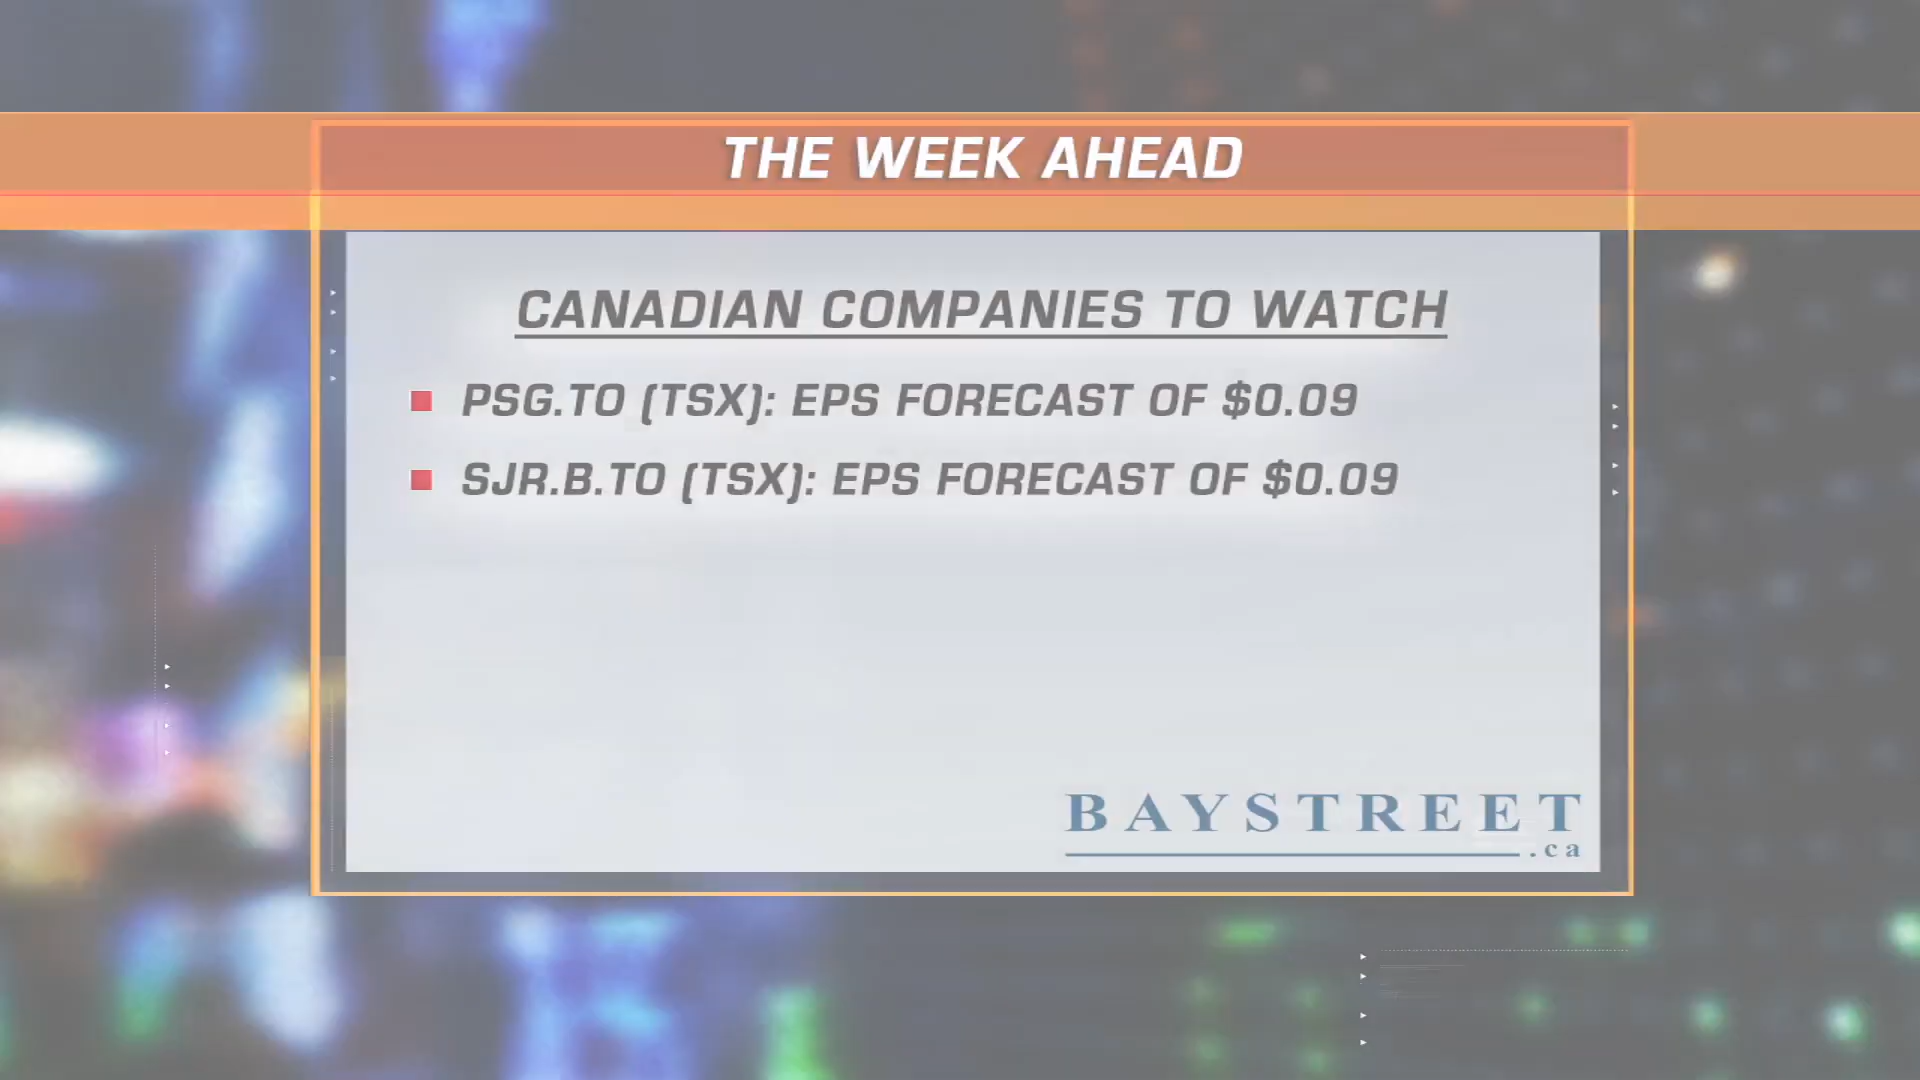 THE WEEK AHEAD
CANADIAN COMPANIES TO WATCH
PSG.TO (TSX): EPS FORECAST OF $0.09
SJR.B.TO (TSX): EPS FORECAST OF $0.09
BAYSTREET
.ca